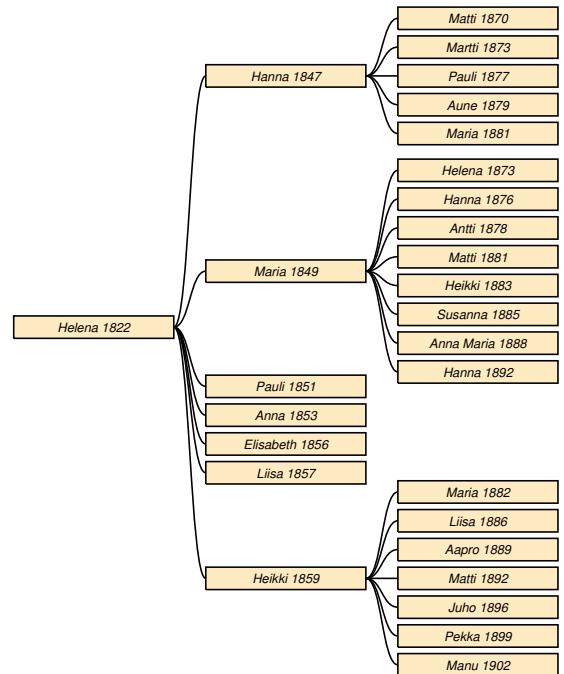 Helena 1822
Hanna 1847
Matti 1870
Martti 1873
Pauli 1877
Aune 1879
Maria 1881
Maria 1849
Helena 1873
Hanna 1876
Antti 1878
Matti 1881
Heikki 1883
Susanna 1885
Anna Maria 1888
Hanna 1892
Pauli 1851
Anna 1853
Elisabeth 1856
Liisa 1857
Heikki 1859
Maria 1882
Liisa 1886
Aapro 1889
Matti 1892
Juho 1896
Pekka 1899
Manu 1902